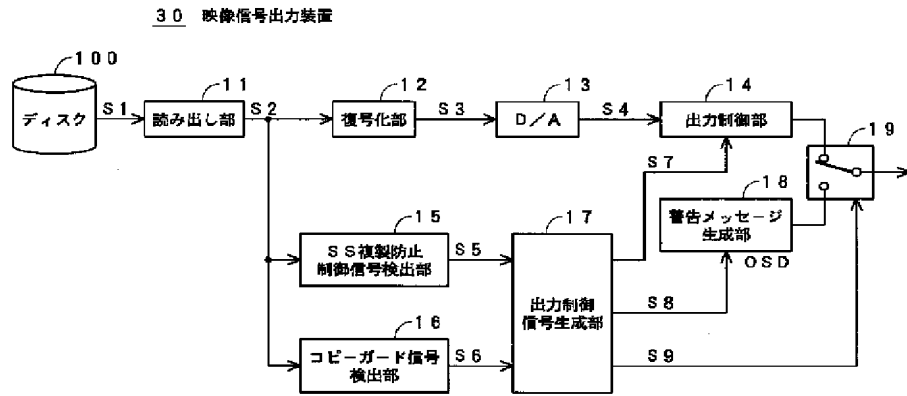 30 映像信号出力装置
100
ディスク
S1
11
読み出し部
S2
12
復号化部
S3
13
D/A
S4
14
出力制御部
19
15
SS複製防止
制御信号検出部
S5
16
コピーガード信号
検出部
S6
17
出力制御
信号生成部
S7
18
警告メッセージ
生成部
OSD
S8
S9